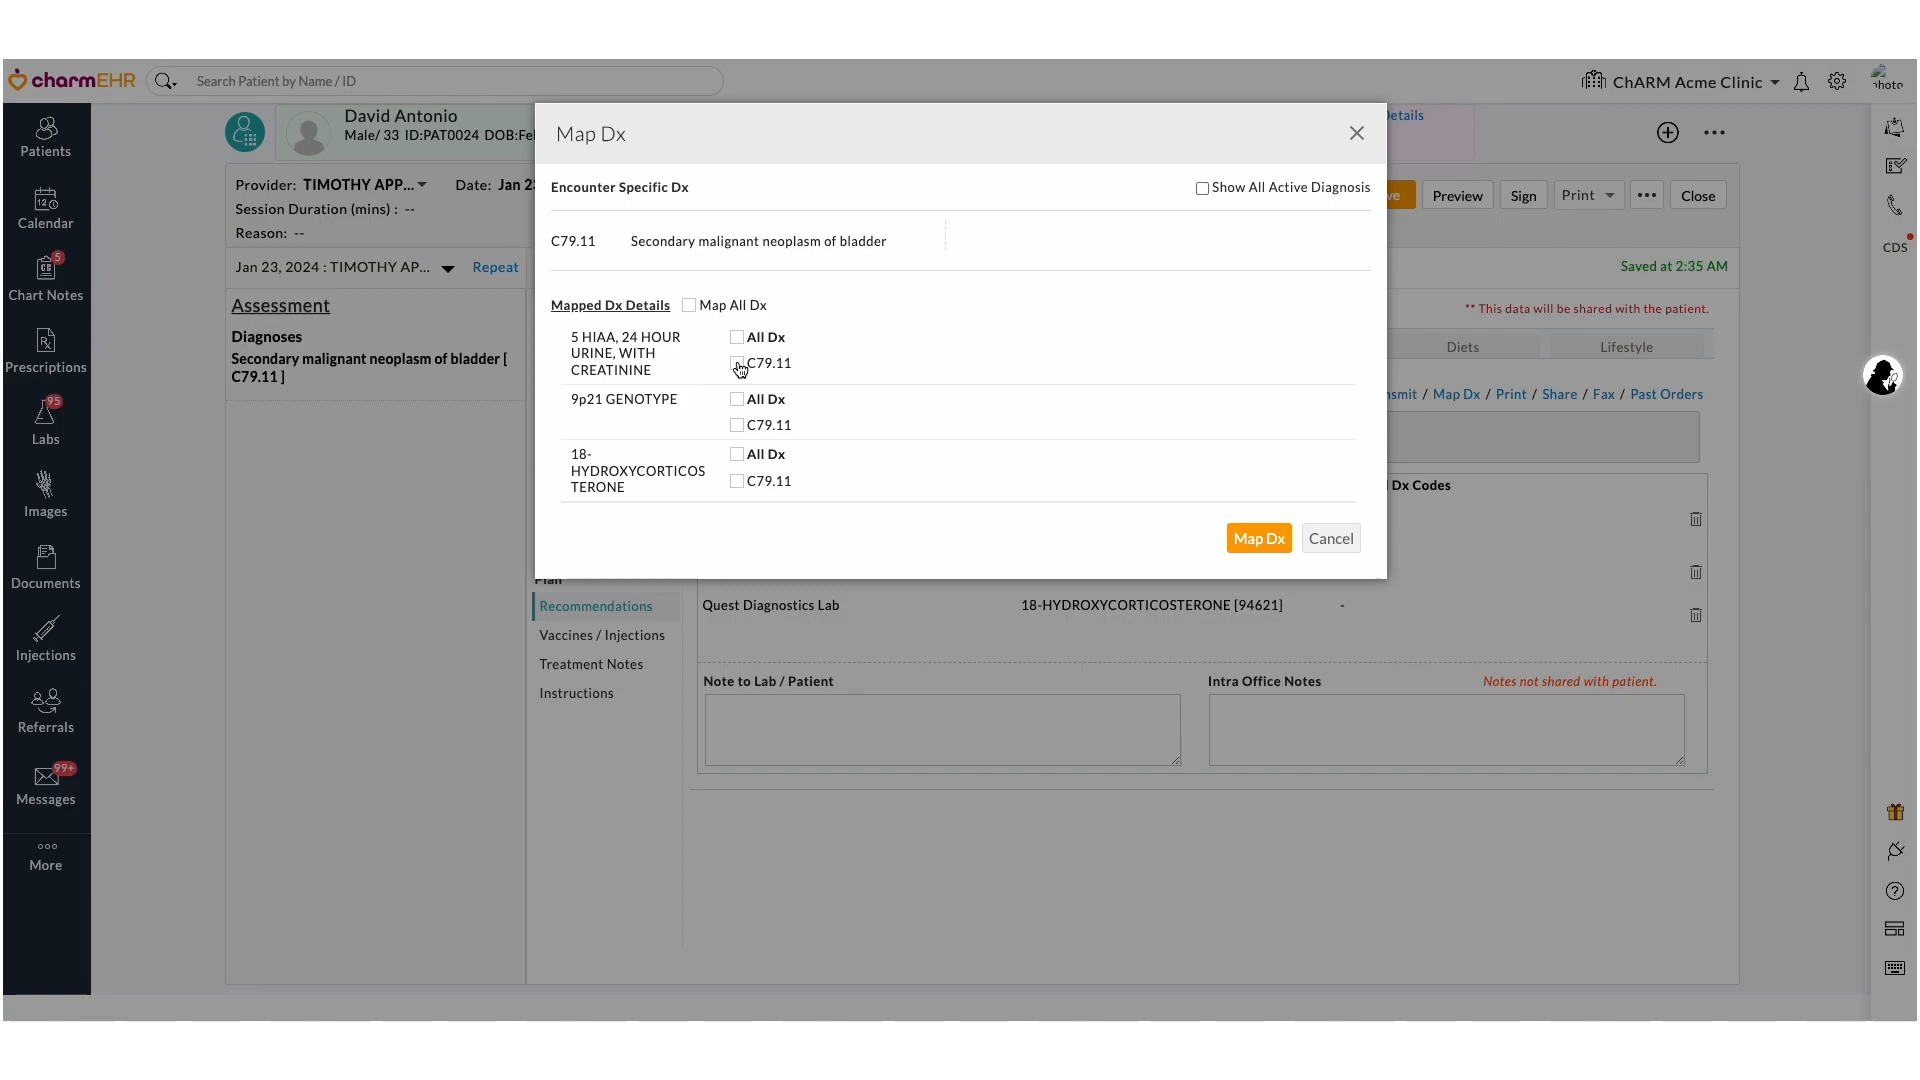 charmEHR
Search Patient by Name / ID
ChARM Acme Clinic
photo
Patients
Calendar
5
Chart Notes
Prescriptions
95
Labs
Images
Documents
Injections
Referrals
99+
Messages
More
David Antonio
Male/ 33 ID:PAT0024 DOB:Fe
Details
Provider: TIMOTHY APP... Date: Jan 2
Session Duration (mins) : --
Reason: --
Preview
Sign
Print
Close
Jan 23, 2024 : TIMOTHY AP... Repeat
Saved at 2:35 AM
Assessment
Diagnoses
Secondary malignant neoplasm of bladder [
C79.11 ]
Map Dx
Encounter Specific Dx
Show All Active Diagnosis
C79.11 Secondary malignant neoplasm of bladder
Mapped Dx Details Map All Dx
5 HIAA, 24 HOUR
URINE, WITH
CREATININE
All Dx
C79.11
9p21 GENOTYPE
All Dx
C79.11
18-
HYDROXYCORTICOS
TERONE
All Dx
C79.11
Map Dx
Cancel
** This data will be shared with the patient.
Diets
Lifestyle
nsmit / Map Dx / Print / Share / Fax / Past Orders
Dx Codes
Plan
Recommendations
Vaccines / Injections
Treatment Notes
Instructions
Quest Diagnostics Lab 18-HYDROXYCORTICOSTERONE [94621] -
Note to Lab / Patient
Intra Office Notes
Notes not shared with patient.
CDS